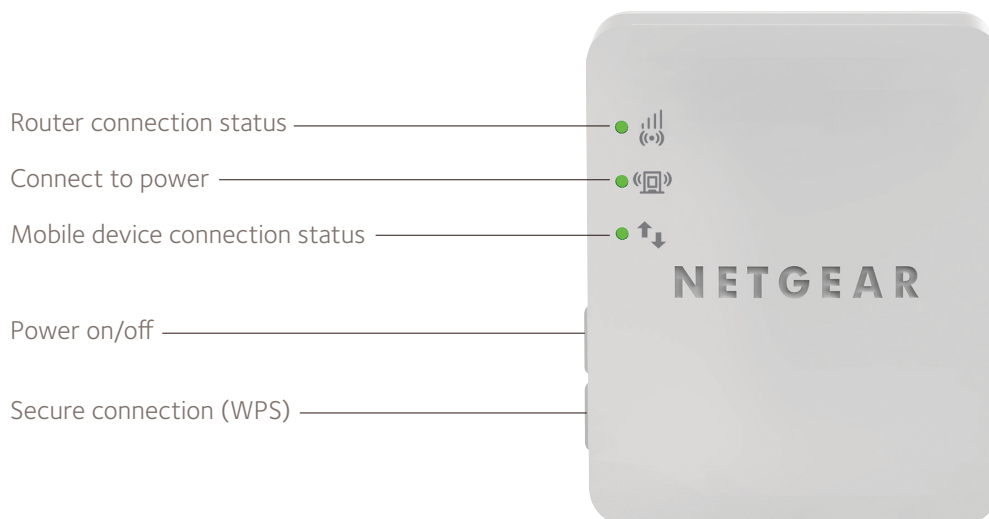 Router connection status
Connect to power
Mobile device connection status
NETGEAR
Power on/off
Secure connection (WPS)